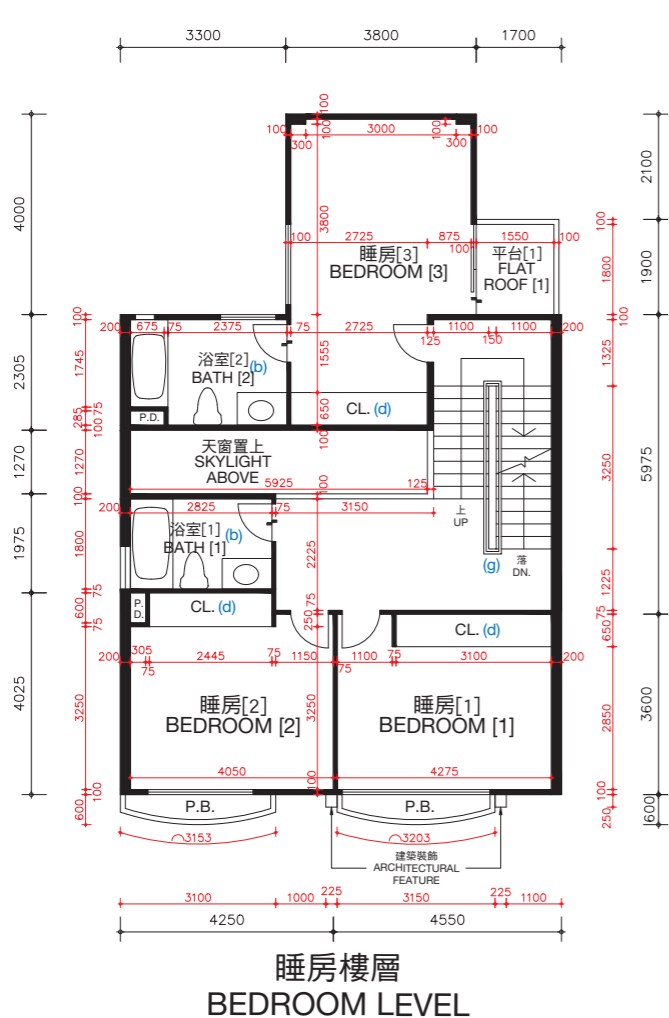 3300 3800 1700
100
100 3000 100 100
300 300
2100
4000
3800
100
100 2725 875 1550 100
100
睡房[3]
BEDROOM [3]
平台[1]
FLAT
ROOF [1]
1800
1900
100
100
200 675 75 2375 75 2725 1100 1100 200
125 150
1745
2305
1555
1325
浴室[2] (b)
BATH [2]
75
285
P.D.
650
CL. (d)
100
100
3250
5975
天窗置上
SKYLIGHT
ABOVE
1270
1270
5925 125
100
100
200 2825 75 3150
上
UP
浴室[1] (b)
BATH [1]
1800
1975
2225
落
DN.
(g)
1225
75
P.
D.
CL. (d)
600
75
75
250
75
CL. (d)
650
200 305 2445 75 1150 1100 75 3100 200
75 75
睡房[2]
BEDROOM [2]
睡房[1]
BEDROOM [1]
3250
4025
3250
2850
3600
4050 4275
100
100
100
P.B. P.B.
600
250
600
3153 3203
建築裝飾
ARCHITECTURAL
FEATURE
225 225
3100 1000 3150 1100
4250 4550
睡房樓層
BEDROOM LEVEL